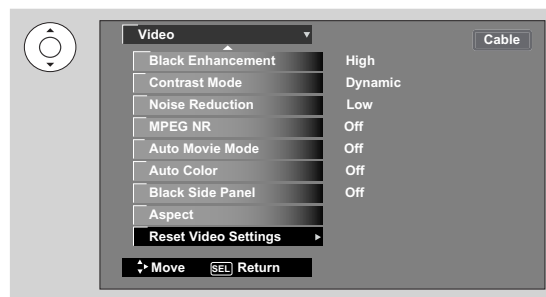 Video
Cable
Black Enhancement High
Contrast Mode Dynamic
Noise Reduction Low
MPEG NR Off
Auto Movie Mode Off
Auto Color Off
Black Side Panel Off
Aspect
Reset Video Settings
Move SEL Return